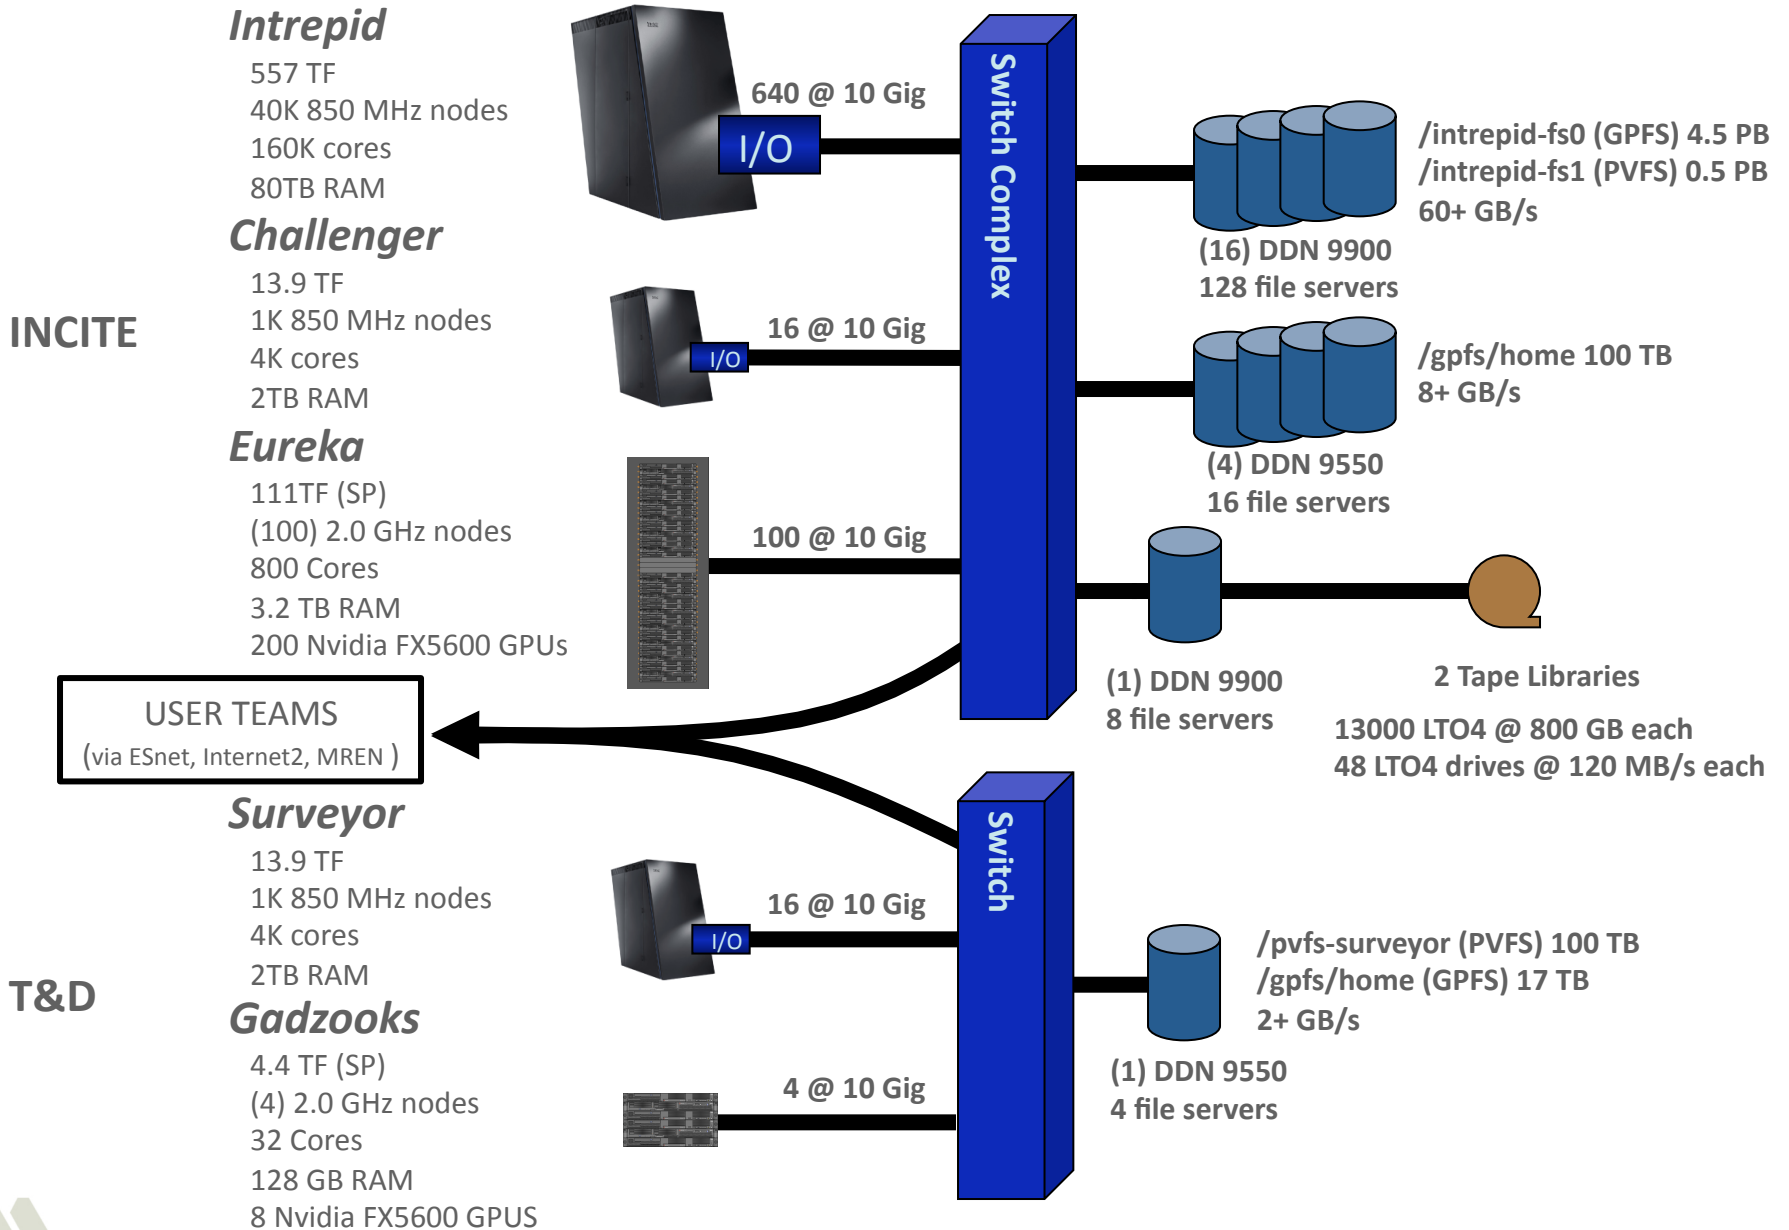 Intrepid
557 TF
40K 850 MHz nodes
160K cores
80TB RAM
640 @ 10 Gig
I/O
Switch Complex
/intrepid-fs0 (GPFS) 4.5 PB
/intrepid-fs1 (PVFS) 0.5 PB
60+ GB/s
(16) DDN 9900
128 file servers
INCITE
Challenger
13.9 TF
1K 850 MHz nodes
4K cores
2TB RAM
16 @ 10 Gig
I/O
/gpfs/home 100 TB
8+ GB/s
(4) DDN 9550
16 file servers
Eureka
111TF (SP)
(100) 2.0 GHz nodes
800 Cores
3.2 TB RAM
200 Nvidia FX5600 GPUs
100 @ 10 Gig
(1) DDN 9900
8 file servers
2 Tape Libraries
13000 LTO4 @ 800 GB each
48 LTO4 drives @ 120 MB/s each
USER TEAMS
(via ESnet, Internet2, MREN )
T&D
Surveyor
13.9 TF
1K 850 MHz nodes
4K cores
2TB RAM
16 @ 10 Gig
I/O
Switch
/pvfs-surveyor (PVFS) 100 TB
/gpfs/home (GPFS) 17 TB
2+ GB/s
(1) DDN 9550
4 file servers
Gadzooks
4.4 TF (SP)
(4) 2.0 GHz nodes
32 Cores
128 GB RAM
8 Nvidia FX5600 GPUS
4 @ 10 Gig